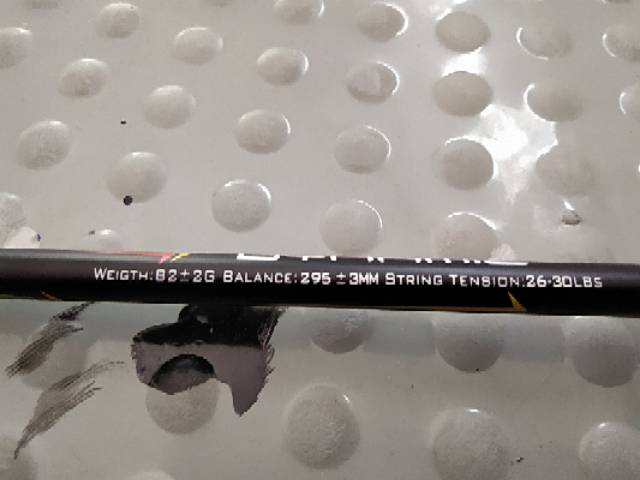 WEIGTH:82±2G BALANCE:295±3MM STRING TENSION:26-30LBS